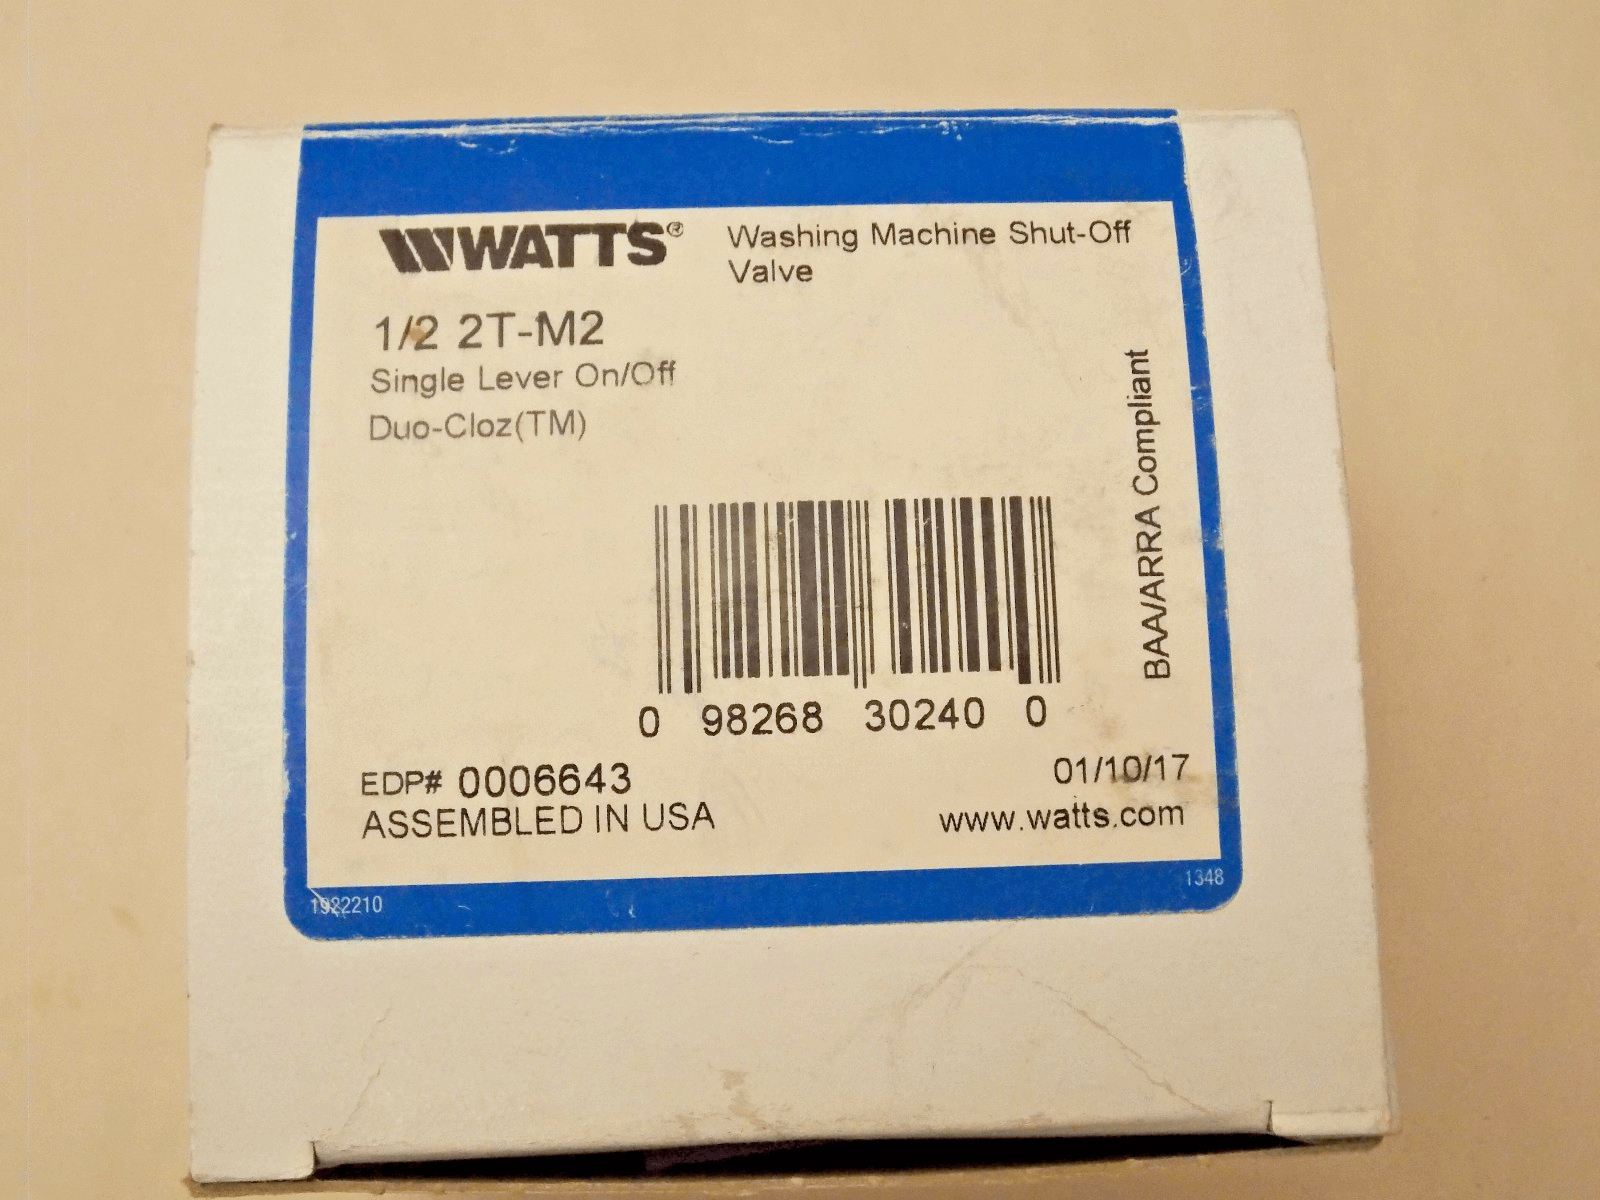 WATTS®
Washing Machine Shut-Off
Valve
1/2 2T-M2
Single Lever On/Off
Duo-Cloz(TM)
BAA/ARRA Compliant
0 98268 30240 0
EDP# 0006643
ASSEMBLED IN USA
01/10/17
www.watts.com
1922210
1348